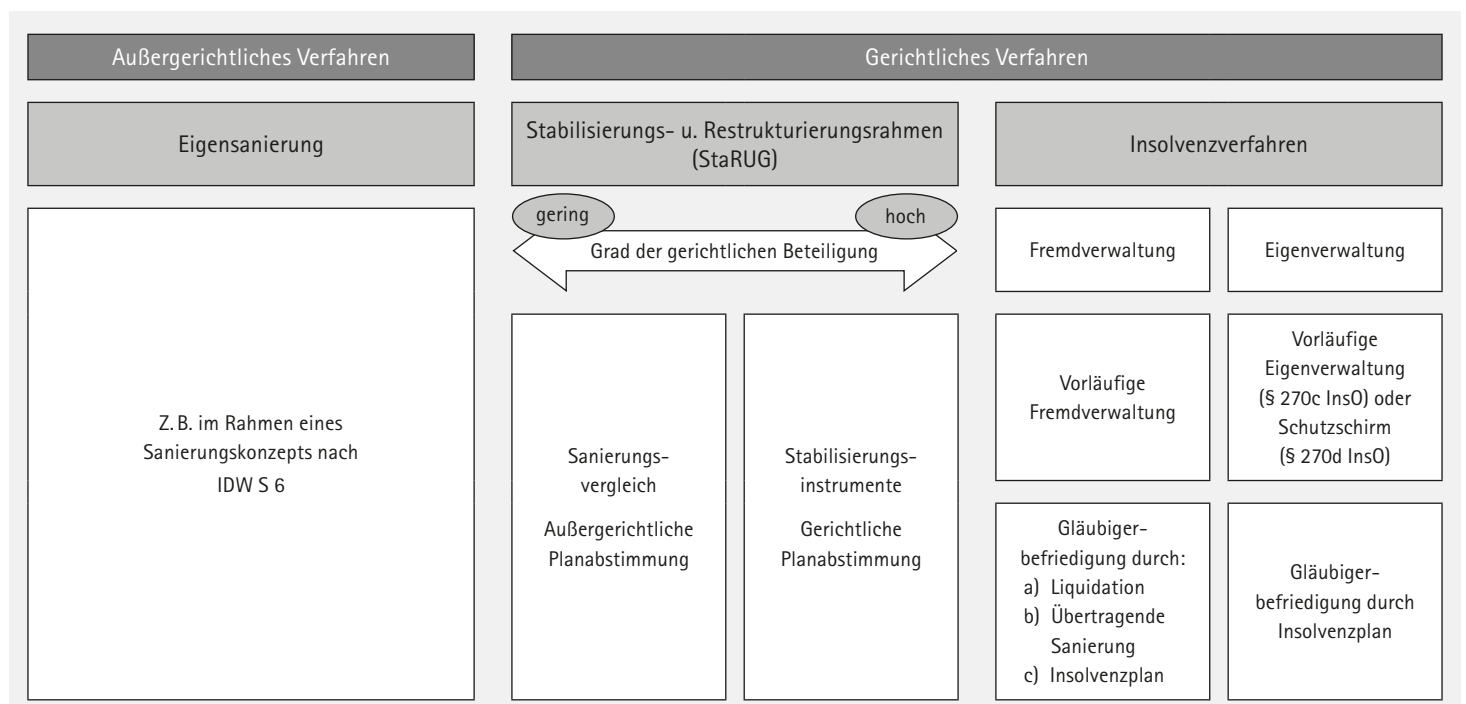 Außergerichtliches Verfahren
Gerichtliches Verfahren
Eigensanierung
Stabilisierungs- u. Restrukturierungsrahmen
(StaRUG)
Insolvenzverfahren
Z. B. im Rahmen eines
Sanierungskonzepts nach
IDW S 6
gering
hoch
Grad der gerichtlichen Beteiligung
Sanierungs-
vergleich
Außergerichtliche
Planabstimmung
Stabilisierungs-
instrumente
Gerichtliche
Planabstimmung
Fremdverwaltung
Eigenverwaltung
Vorläufige
Fremdverwaltung
Vorläufige
Eigenverwaltung
(§ 270c InsO) oder
Schutzschirm
(§ 270d InsO)
Gläubiger-
befriedigung durch:
a) Liquidation
b) Übertragende
Sanierung
c) Insolvenzplan
Gläubiger-
befriedigung durch
Insolvenzplan